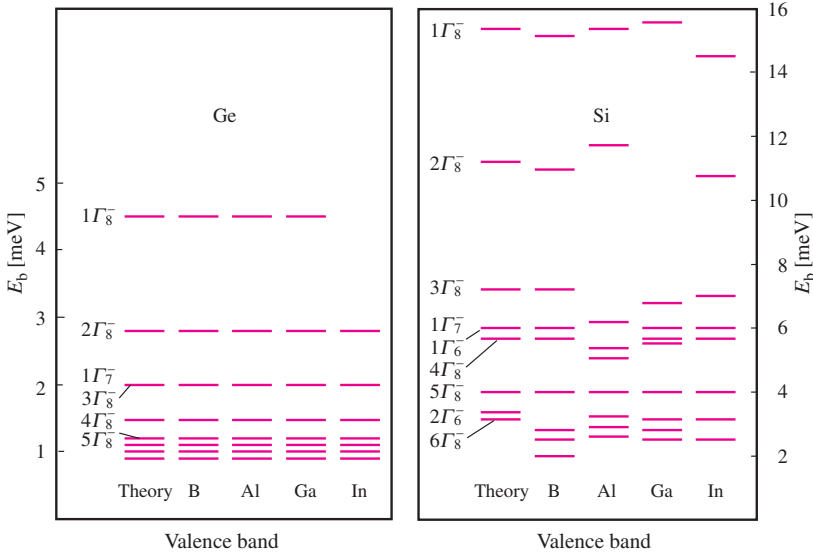 Ge
E_b [meV]
5
4
3
2
1
1Γ₈⁻
2Γ₈⁻
1Γ₇⁻
3Γ₈⁻
4Γ₈⁻
5Γ₈⁻
Theory B Al Ga In
Valence band
Si
1Γ₈⁻
2Γ₈⁻
3Γ₈⁻
1Γ₇⁻
1Γ₆⁻
4Γ₈⁻
5Γ₈⁻
2Γ₆⁻
6Γ₈⁻
16
14
12
10
8
6
4
2
E_b [meV]
Theory B Al Ga In
Valence band